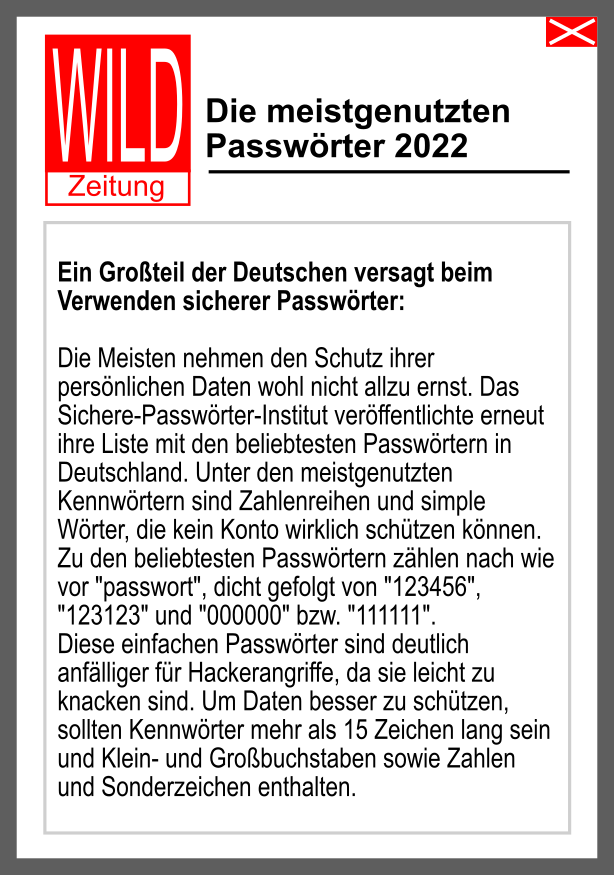 WILD
Zeitung
Die meistgenutzten
Passwörter 2022
Ein Großteil der Deutschen versagt beim
Verwenden sicherer Passwörter:
Die Meisten nehmen den Schutz ihrer
persönlichen Daten wohl nicht allzu ernst. Das
Sichere-Passwörter-Institut veröffentlichte erneut
ihre Liste mit den beliebtesten Passwörtern in
Deutschland. Unter den meistgenutzten
Kennwörtern sind Zahlenreihen und simple
Wörter, die kein Konto wirklich schützen können.
Zu den beliebtesten Passwörtern zählen nach wie
vor "passwort", dicht gefolgt von "123456",
"123123" und "000000" bzw. "111111".
Diese einfachen Passwörter sind deutlich
anfälliger für Hackerangriffe, da sie leicht zu
knacken sind. Um Daten besser zu schützen,
sollten Kennwörter mehr als 15 Zeichen lang sein
und Klein- und Großbuchstaben sowie Zahlen
und Sonderzeichen enthalten.